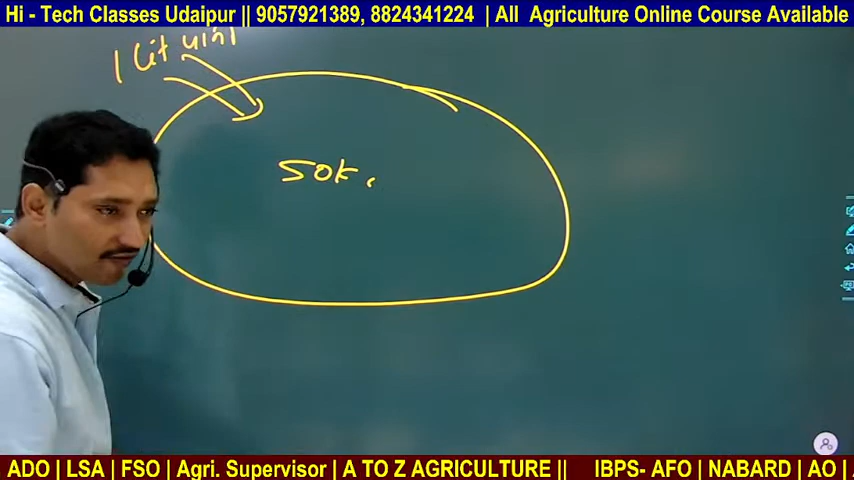 Hi - Tech Classes Udaipur || 9057921389, 8824341224 | All Agriculture Online Course Available
1 Lit पानी
50K.
ADO | LSA | FSO | Agri. Supervisor | A TO Z AGRICULTURE || IBPS- AFO | NABARD | AO |